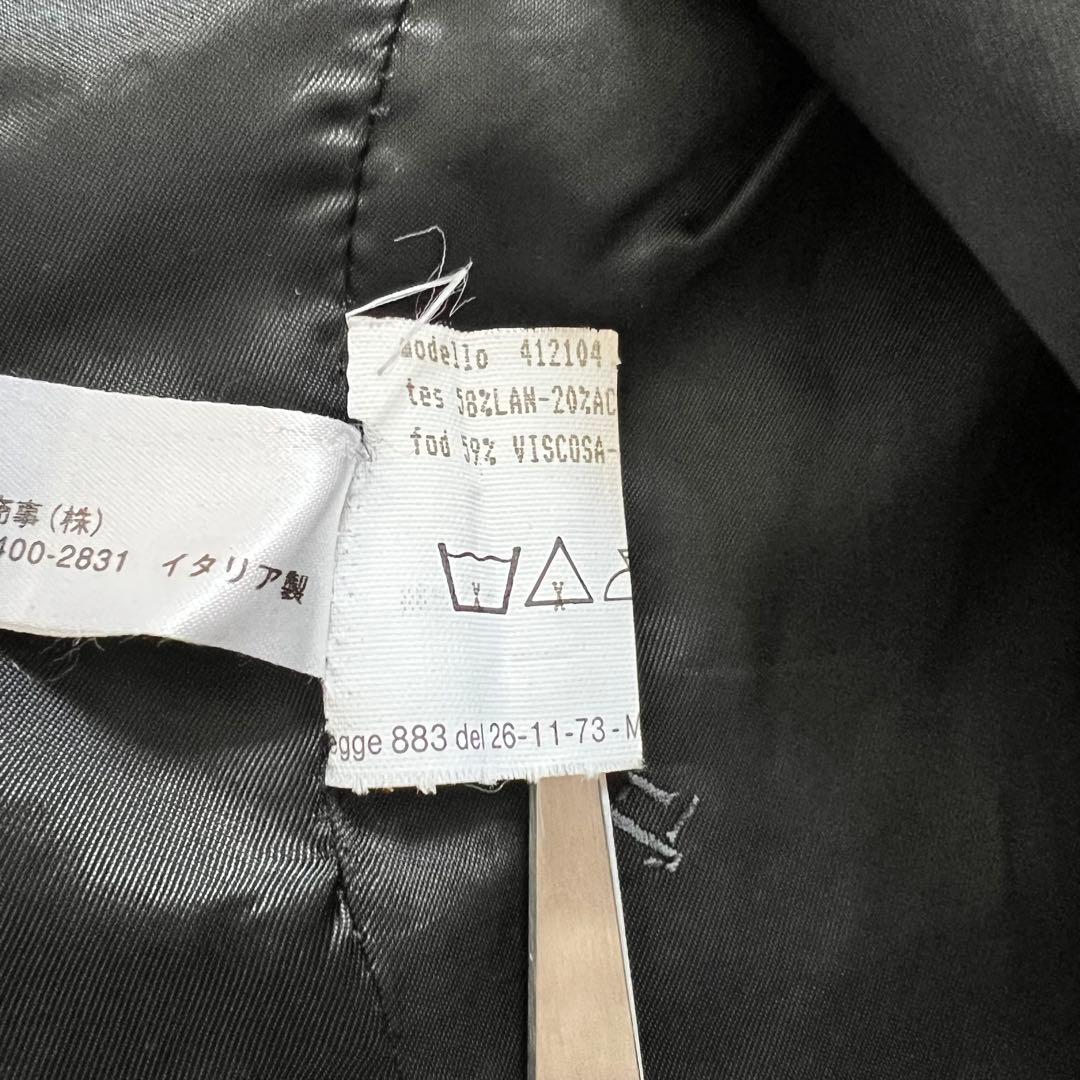 modello 412104
tes 58%LAN-20%AC
fod 59% VISCOSA-
商事(株)
400-2831 イタリア製
egge 883 del 26-11-73 - M